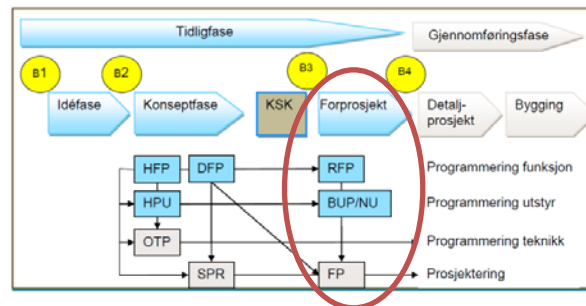 Tidligfase
Gjennomføringsfase
B1
B2
B3
B4
Idéfase
Konseptfase
KSK
Forprosjekt
Detalj-
prosjekt
Bygging
HFP
DFP
RFP
Programmering funksjon
HPU
BUP/NU
Programmering utstyr
OTP
Programmering teknikk
SPR
FP
Prosjektering